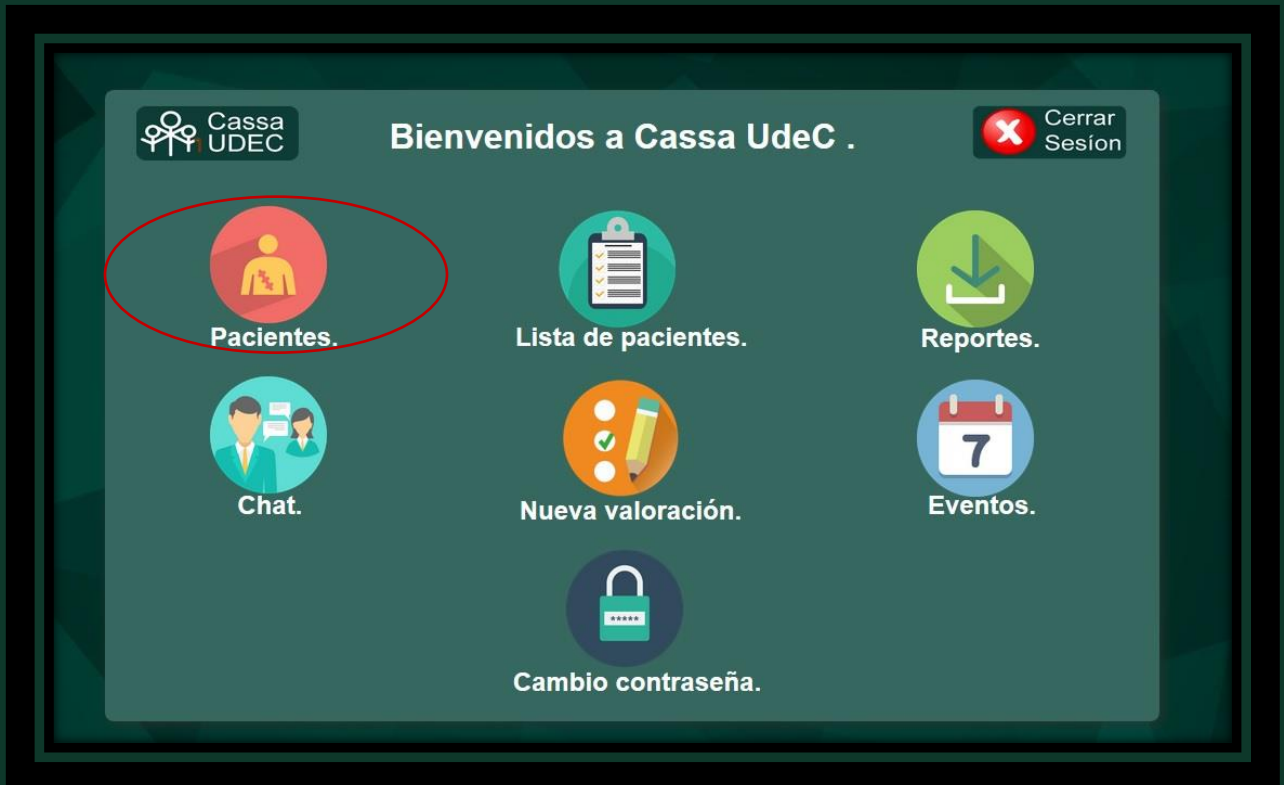 Cassa
UDEC
Bienvenidos a Cassa UdeC .
Cerrar
Sesíon
Pacientes.
Lista de pacientes.
Reportes.
Chat.
7
Nueva valoración.
Eventos.
*****
Cambio contraseña.